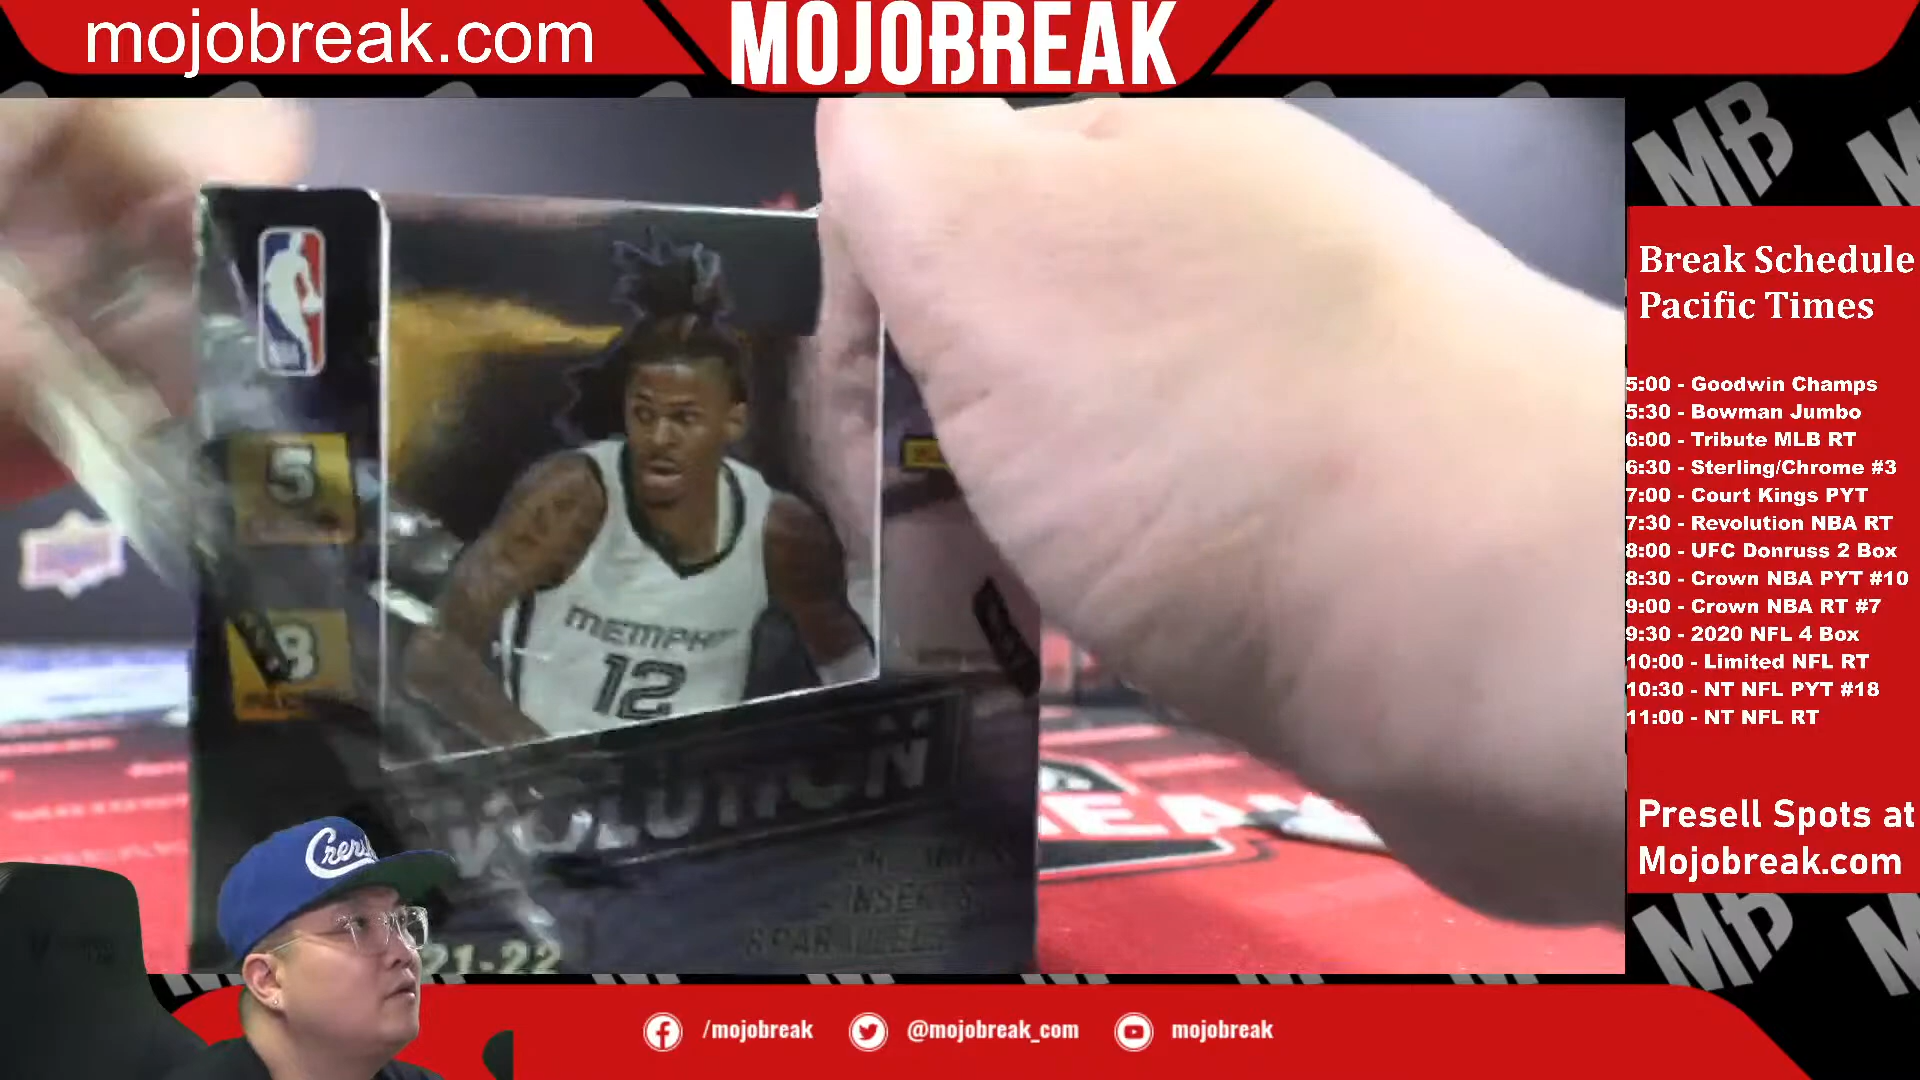 mojobreak.com
MOJOBREAK
Break Schedule
Pacific Times
5:00 - Goodwin Champs
5:30 - Bowman Jumbo
6:00 - Tribute MLB RT
6:30 - Sterling/Chrome #3
7:00 - Court Kings PYT
7:30 - Revolution NBA RT
8:00 - UFC Donruss 2 Box
8:30 - Crown NBA PYT #10
9:00 - Crown NBA RT #7
9:30 - 2020 NFL 4 Box
10:00 - Limited NFL RT
10:30 - NT NFL PYT #18
11:00 - NT NFL RT
Presell Spots at
Mojobreak.com
MB
MB
5
8
MEMPHIS
12
VOLUTION
INSERTS
21-22
/mojobreak
@mojobreak_com
mojobreak